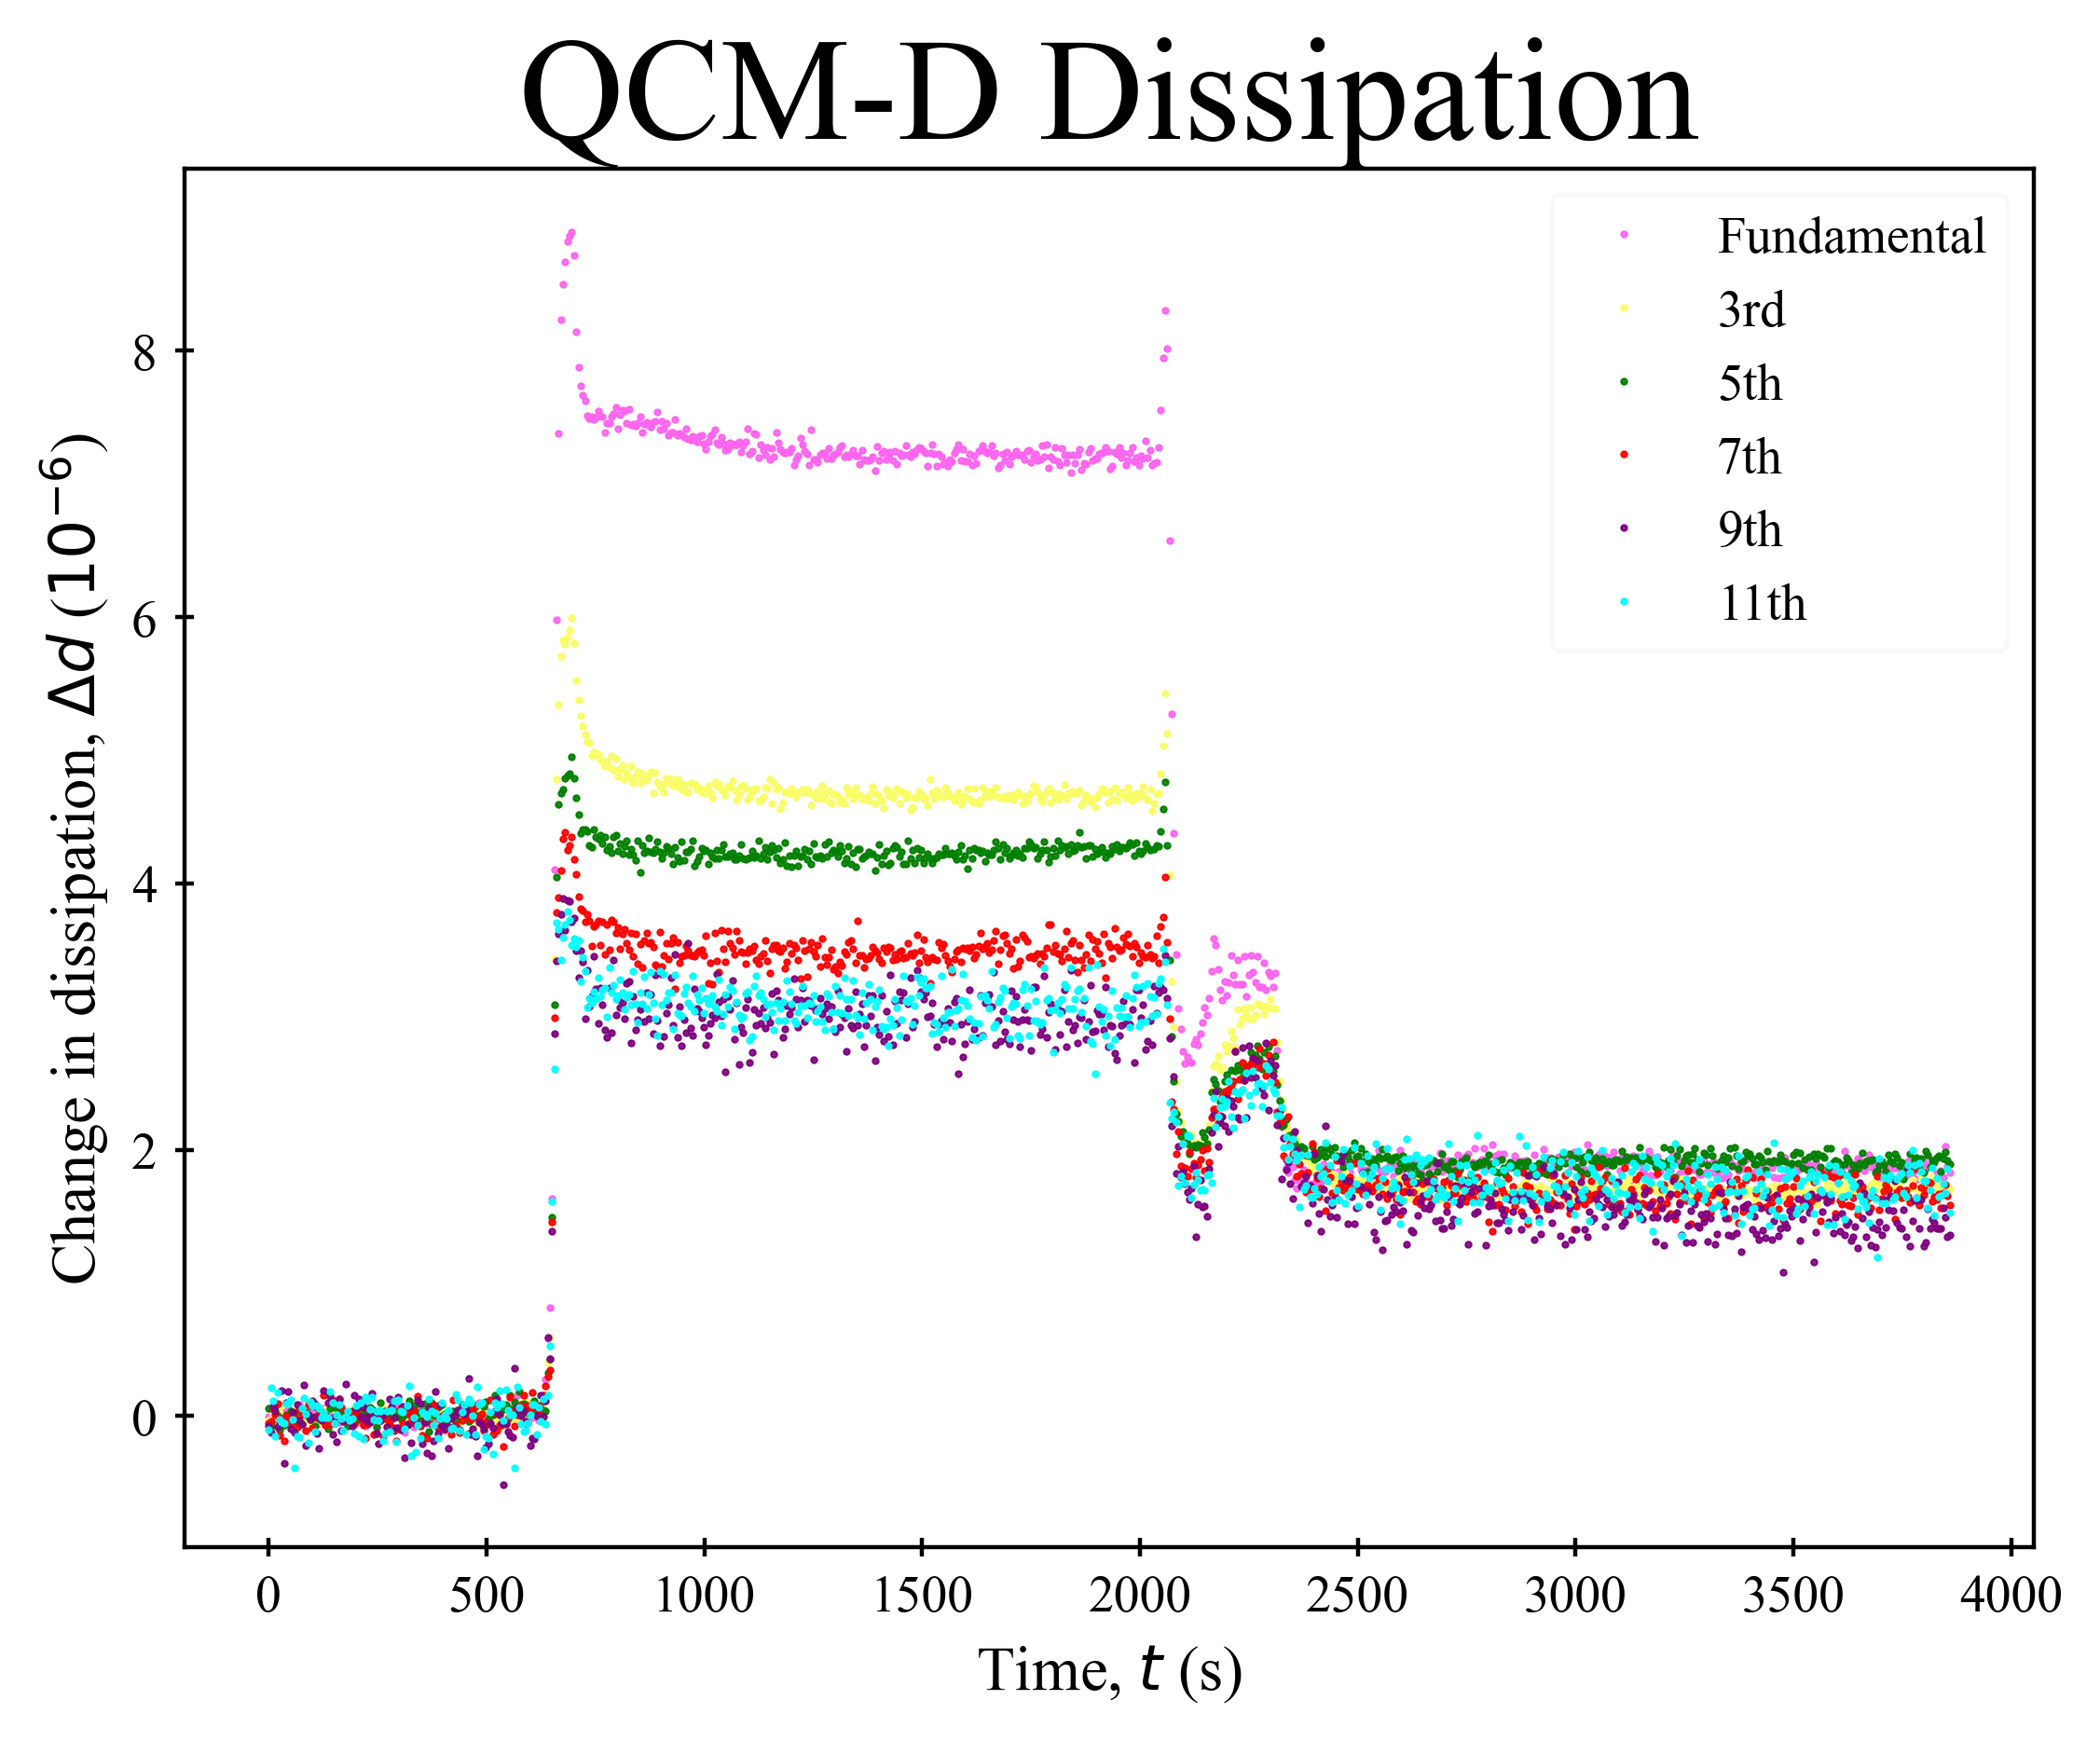 QCM-D Dissipation
Change in dissipation, Δd (10⁻⁶)
8
6
4
2
0
0 500 1000 1500 2000 2500 3000 3500 4000
Time, t (s)
Fundamental
3rd
5th
7th
9th
11th